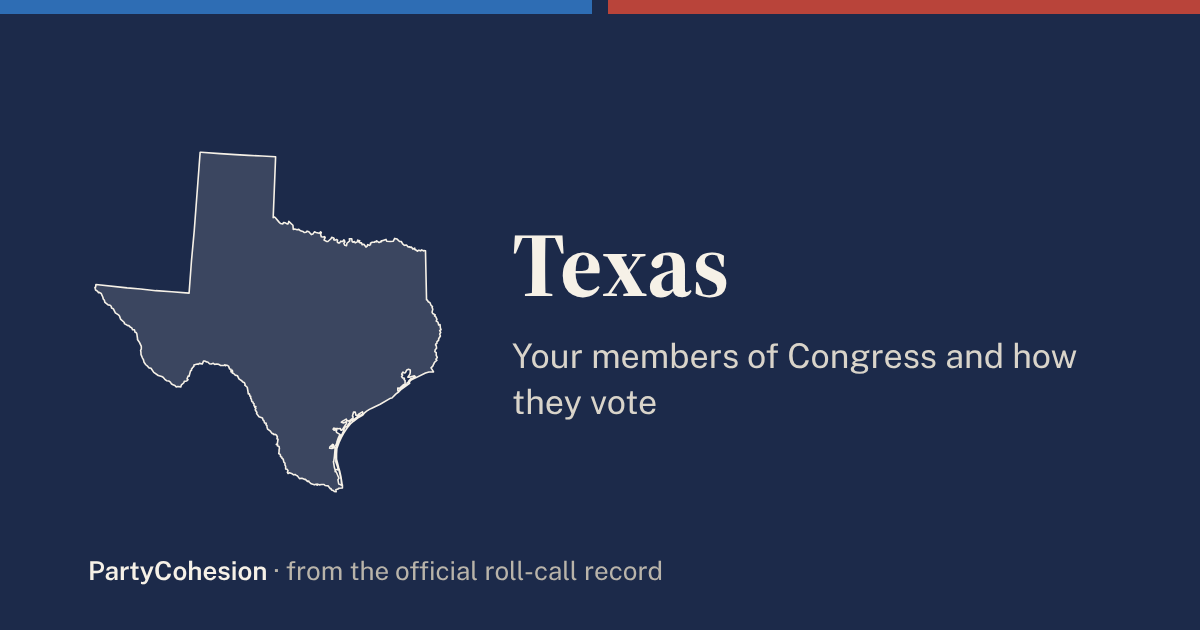 Texas
Your members of Congress and how
they vote
PartyCohesion · from the official roll-call record